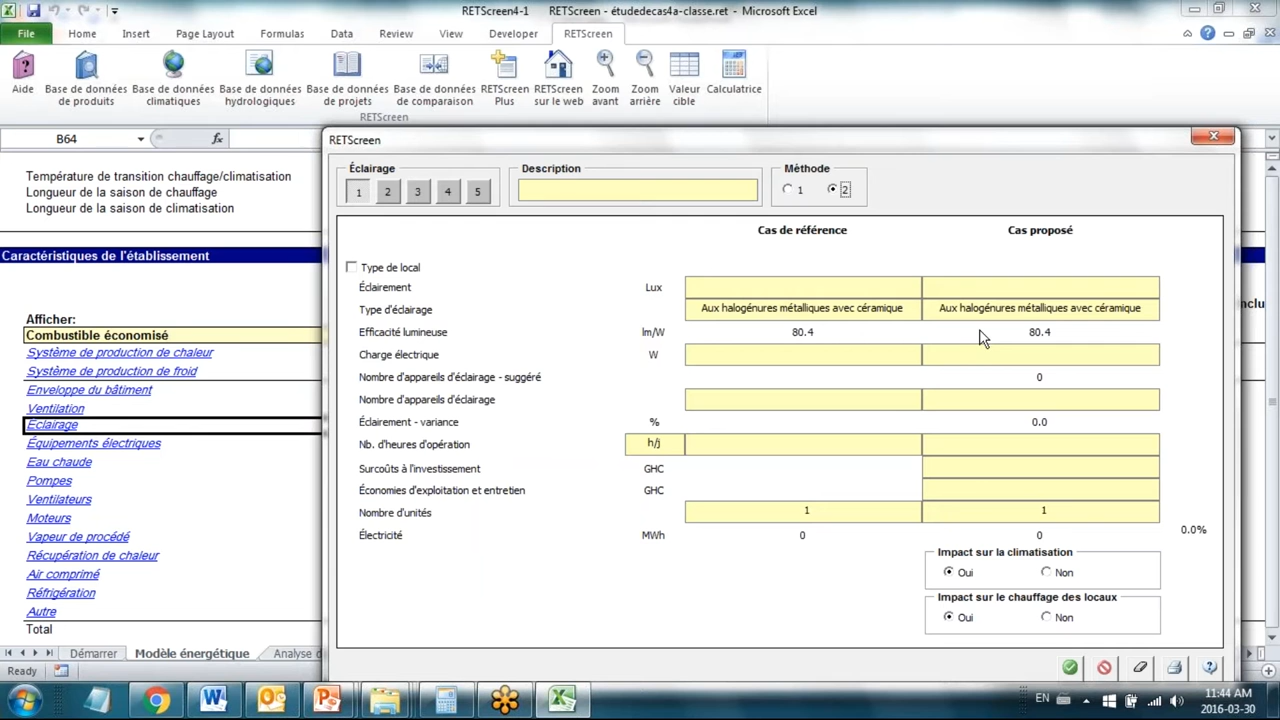 RETScreen4-1 RETScreen - étudedecas4a-classe.ret - Microsoft Excel
File Home Insert Page Layout Formulas Data Review View Developer RETScreen
Aide
Base de données de produits
Base de données climatiques
Base de données hydrologiques
Base de données de projets
Base de données de comparaison
RETScreen Plus
RETScreen sur le web
Zoom avant
Zoom arrière
Valeur cible
Calculatrice
RETScreen
B64 fx
Température de transition chauffage/climatisation
Longueur de la saison de chauffage
Longueur de la saison de climatisation
Caractéristiques de l'établissement
Afficher:
Combustible économisé
Système de production de chaleur
Système de production de froid
Enveloppe du bâtiment
Ventilation
Éclairage
Équipements électriques
Eau chaude
Pompes
Ventilateurs
Moteurs
Vapeur de procédé
Récupération de chaleur
Air comprimé
Réfrigération
Autre
Total
RETScreen
Éclairage Description Méthode
1 2 3 4 5 1 2
Cas de référence Cas proposé
Type de local
Éclairement Lux
Type d'éclairage Aux halogénures métalliques avec céramique Aux halogénures métalliques avec céramique
Efficacité lumineuse lm/W 80.4 80.4
Charge électrique W
Nombre d'appareils d'éclairage - suggéré 0
Nombre d'appareils d'éclairage
Éclairement - variance % 0.0
Nb. d'heures d'opération h/j
Surcoûts à l'investissement GHC
Économies d'exploitation et entretien GHC
Nombre d'unités 1 1
Électricité MWh 0 0 0.0%
Impact sur la climatisation
Oui Non
Impact sur le chauffage des locaux
Oui Non
nclu
Démarrer Modèle énergétique Analyse d
Ready
EN 11:44 AM
2016-03-30